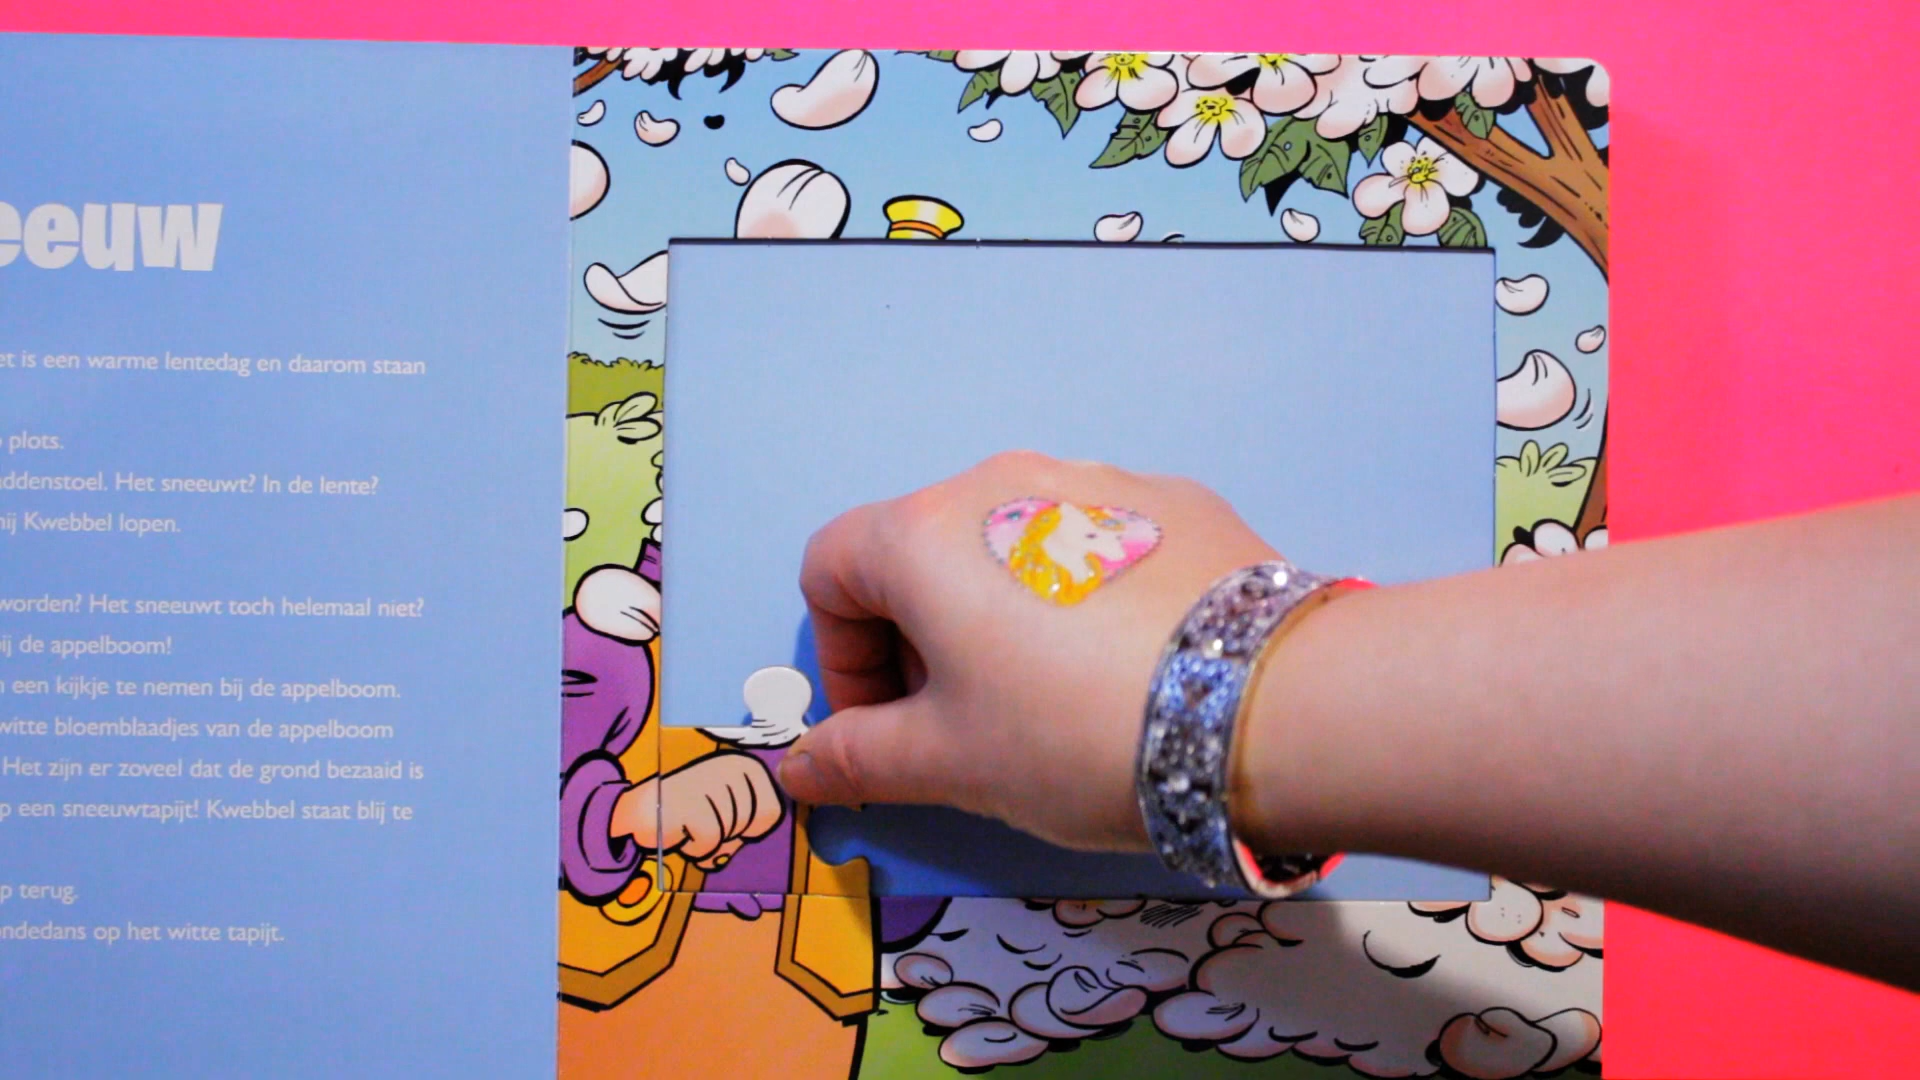 eeuw
et is een warme lentedag en daarom staan
plots.
ddenstoel. Het sneeuwt? In de lente?
hij Kwebbel lopen.
worden? Het sneeuwt toch helemaal niet?
ij de appelboom!
een kijkje te nemen bij de appelboom.
witte bloemblaadjes van de appelboom
Het zijn er zoveel dat de grond bezaaid is
p een sneeuwtapijt! Kwebbel staat blij te
p terug.
ndedans op het witte tapijt.